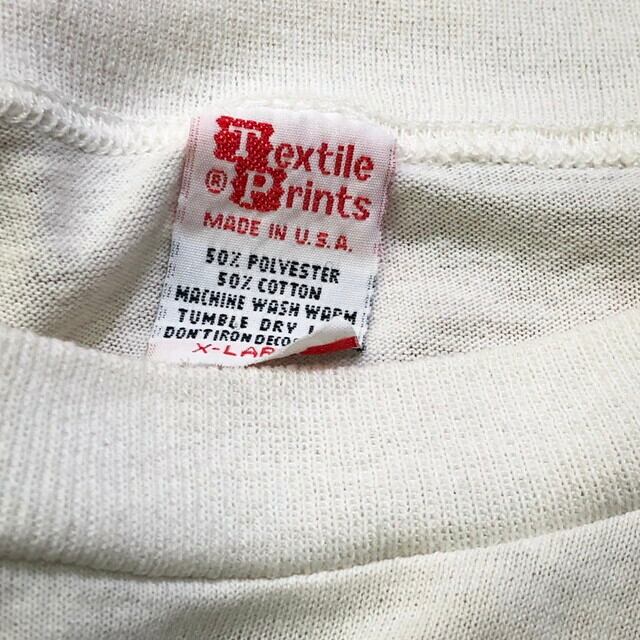 Textile
® Prints
MADE IN U.S.A.
50% POLYESTER
50% COTTON
MACHINE WASH WARM
TUMBLE DRY
DON'T IRON